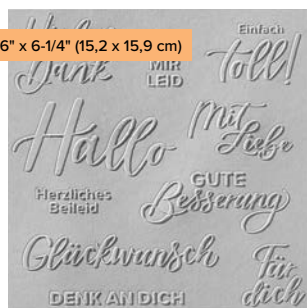 6" x 6-1/4" (15,2 x 15,9 cm)
Dank
MIR
LEID
Einfach
toll!
Hallo
Mit
Liebe
Herzliches
Beileid
GUTE
Besserung
Glückwunsch
Für
dich
DENK AN DICH